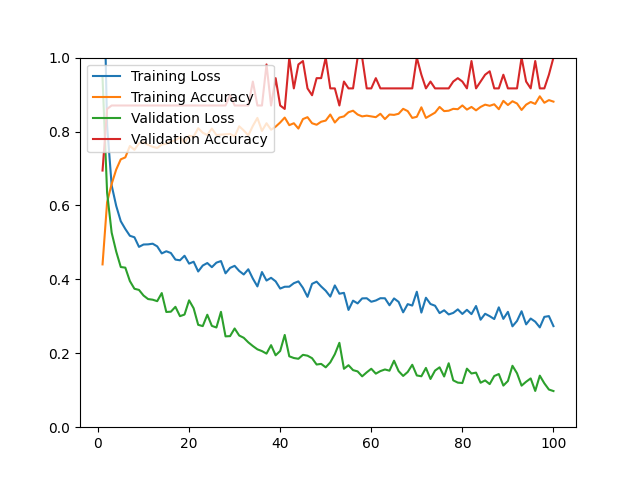 1.0
0.8
0.6
0.4
0.2
0.0
Training Loss
Training Accuracy
Validation Loss
Validation Accuracy
0 20 40 60 80 100